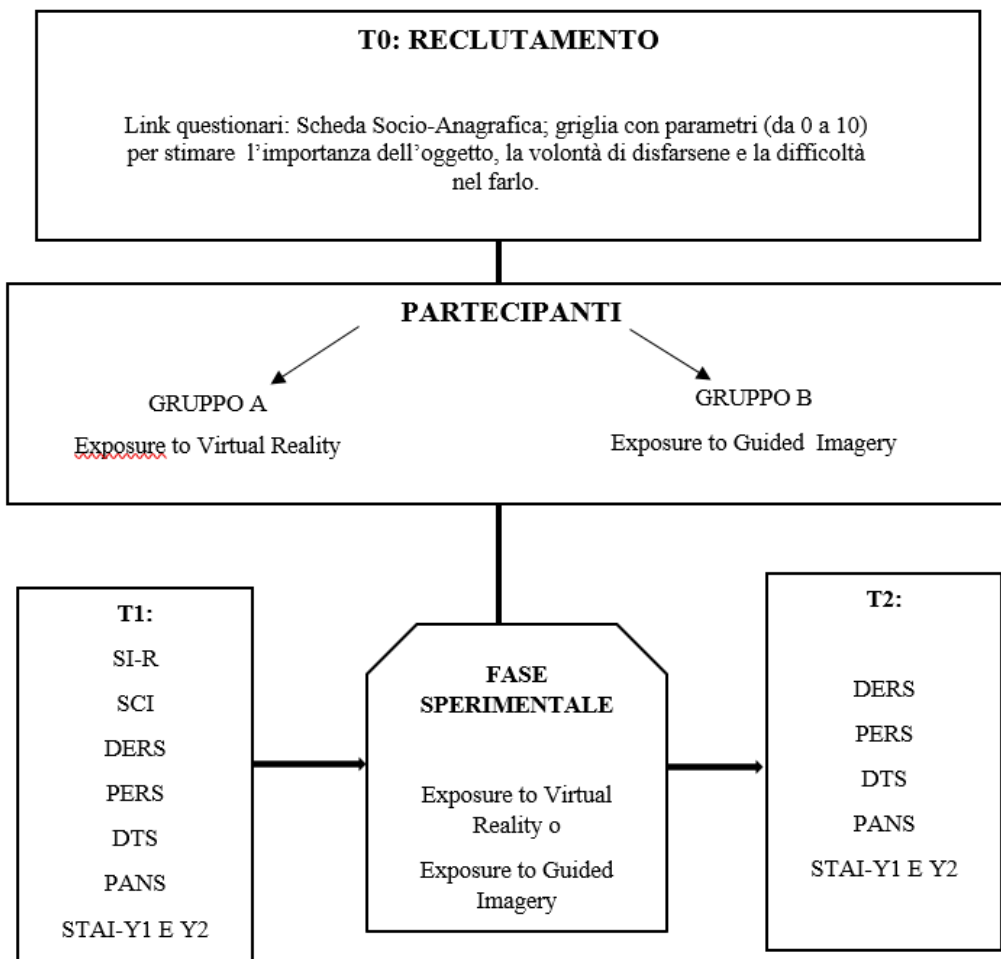 T0: RECLUTAMENTO
Link questionari: Scheda Socio-Anagrafica; griglia con parametri (da 0 a 10)
per stimare l'importanza dell'oggetto, la volontà di disfarsene e la difficoltà
nel farlo.
PARTECIPANTI
GRUPPO A
Exposure to Virtual Reality
GRUPPO B
Exposure to Guided Imagery
T1:
SI-R
SCI
DERS
PERS
DTS
PANS
STAI-Y1 E Y2
FASE
SPERIMENTALE
Exposure to Virtual
Reality o
Exposure to Guided
Imagery
T2:
DERS
PERS
DTS
PANS
STAI-Y1 E Y2